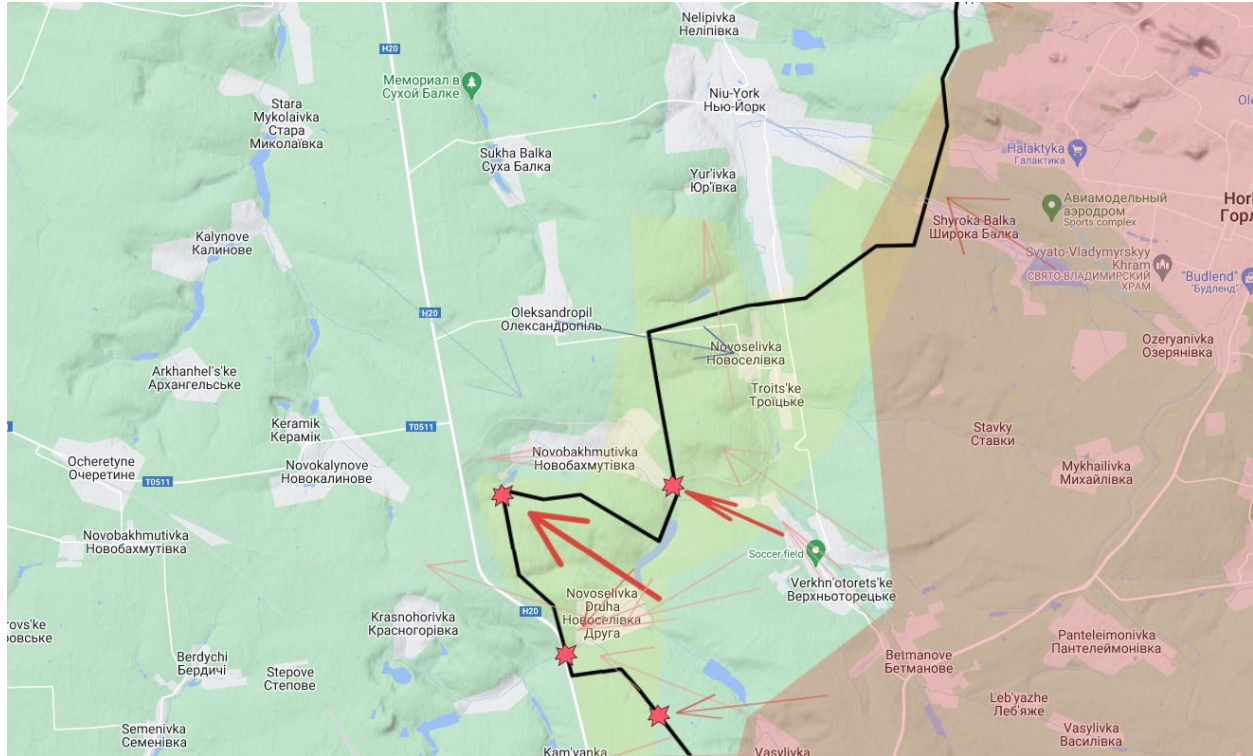 Nelipivka
Неліпівка
H20
Мемориал в
Сухой Балке
Niu-York
Нью-Йорк
Stara
Mykolaivka
Стара
Миколаївка
Halaktyka
Галактика
Sukha Balka
Суха Балка
Yur'ivka
Юр'ївка
Авиамодельный
аэродром
Sports complex
Shyroka Balka
Широка Балка
Kalynove
Калинове
Svyato-Vladymyrskyy
Khram
СВЯТО-ВЛАДИМИРСКИЙ
ХРАМ
"Budlend"
"Будленд"
H20
Oleksandropil
Олександропіль
Novoselivka
Новоселівка
Ozeryanivka
Озерянівка
Arkhanhel's'ke
Архангельське
Troits'ke
Троїцьке
Keramik
Керамік
T0511
Stavky
Ставки
Ocheretyne
Очеретине
Novokalynove
Новокалинове
Novobakhmutivka
Новобахмутівка
Mykhailivka
Михайлівка
T0511
Novobakhmutivka
Новобахмутівка
Soccer field
Verkhn'otorets'ke
Верхньоторецьке
Novoselivka
Druha
Новоселівка
Друга
H20
Krasnohorivka
Красногорівка
Panteleimonivka
Пантелеймонівка
Berdychi
Бердичі
Betmanove
Бетманове
Stepove
Степове
Leb'yazhe
Леб'яже
Semenivka
Семенівка
Vasylivka
Василівка
Kam'yanka
Vasylivka